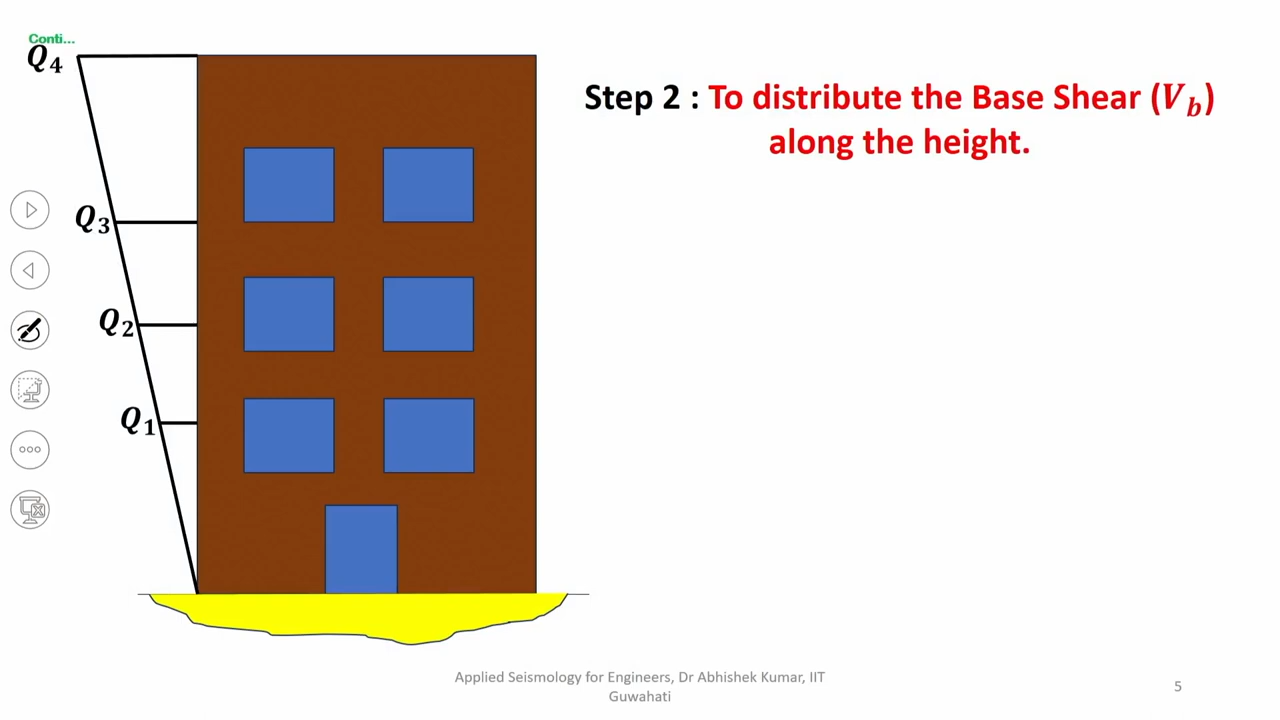 Conti...
Q4
Step 2 : To distribute the Base Shear (Vb)
along the height.
Q3
Q2
Q1
Applied Seismology for Engineers, Dr Abhishek Kumar, IIT
Guwahati
5